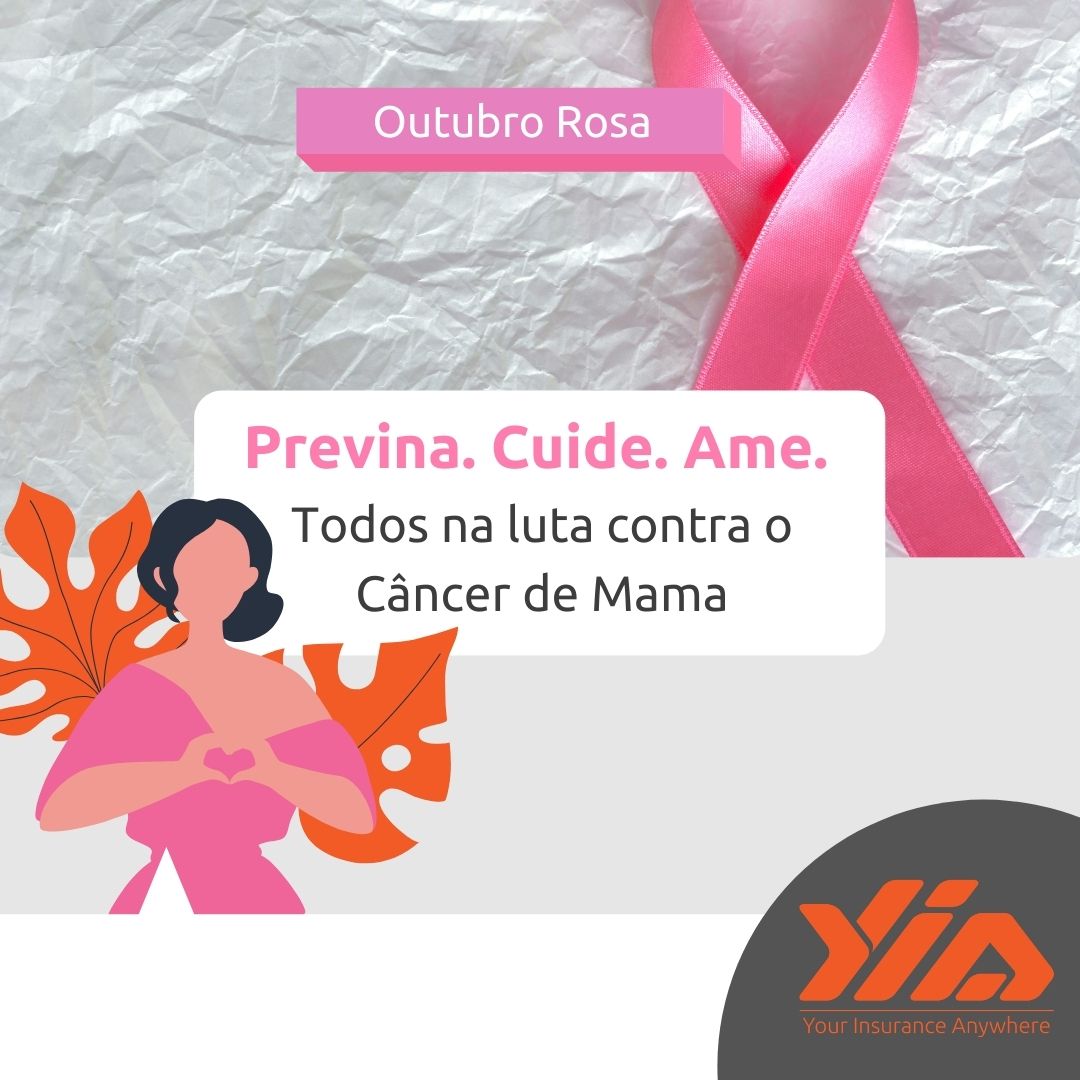 Outubro Rosa
Previna. Cuide. Ame.
Todos na luta contra o
Câncer de Mama
YIA
Your Insurance Anywhere